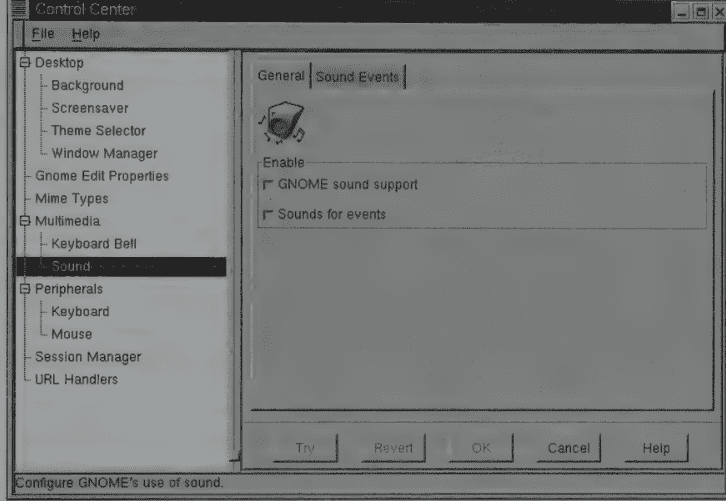 Control Center
File Help
Desktop
Background
Screensaver
Theme Selector
Window Manager
Gnome Edit Properties
Mime Types
Multimedia
Keyboard Bell
Sound
Peripherals
Keyboard
Mouse
Session Manager
URL Handlers
General Sound Events
Enable
GNOME sound support
Sounds for events
Try Revert OK Cancel Help
Configure GNOME's use of sound.